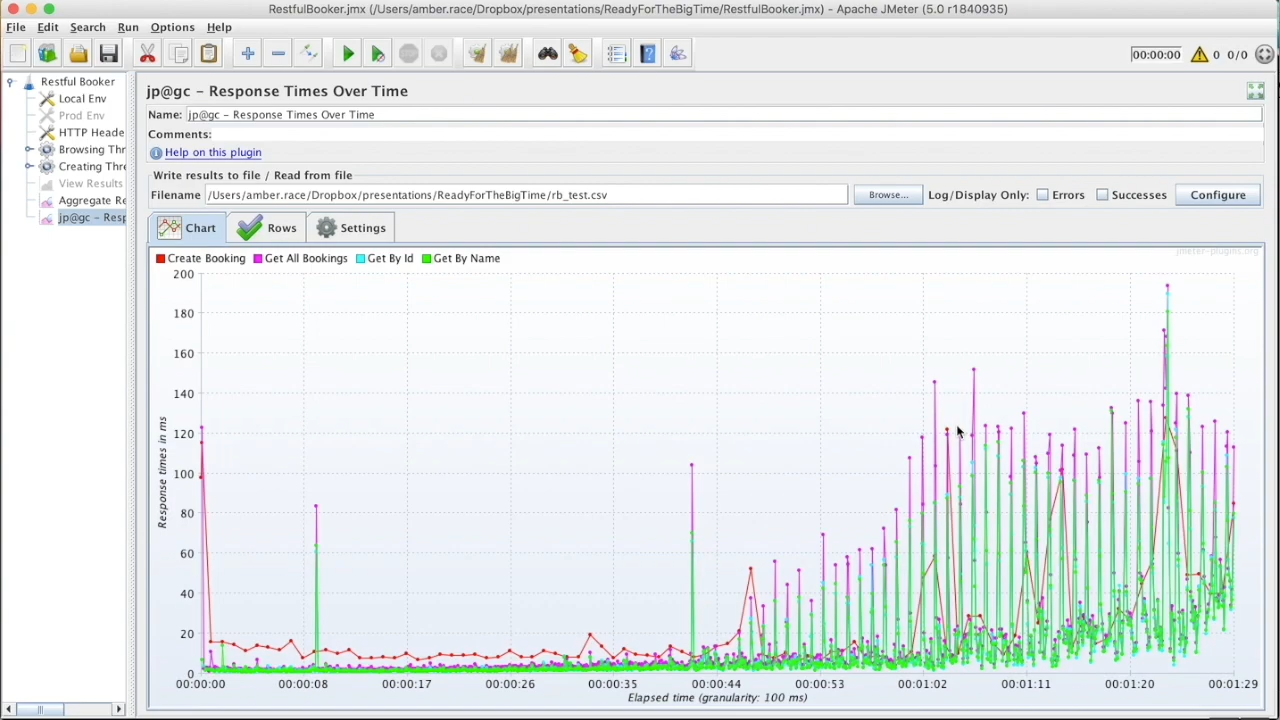 RestfulBooker.jmx (/Users/amber.race/Dropbox/presentations/ReadyForTheBigTime/RestfulBooker.jmx) – Apache JMeter (5.0 r1840935)
File Edit Search Run Options Help
00:00:00 0 0/0
Restful Booker
Local Env
Prod Env
HTTP Heade
Browsing Thr
Creating Thre
View Results
Aggregate Re
jp@gc – Resp
jp@gc – Response Times Over Time
Name: jp@gc – Response Times Over Time
Comments:
Help on this plugin
Write results to file / Read from file
Filename /Users/amber.race/Dropbox/presentations/ReadyForTheBigTime/rb_test.csv Browse... Log/Display Only: Errors Successes Configure
Chart Rows Settings
jmeter-plugins.org
Create Booking Get All Bookings Get By Id Get By Name
200
180
160
140
120
100
80
60
40
20
0
Response times in ms
00:00:00 00:00:08 00:00:17 00:00:26 00:00:35 00:00:44 00:00:53 00:01:02 00:01:11 00:01:20 00:01:29
Elapsed time (granularity: 100 ms)